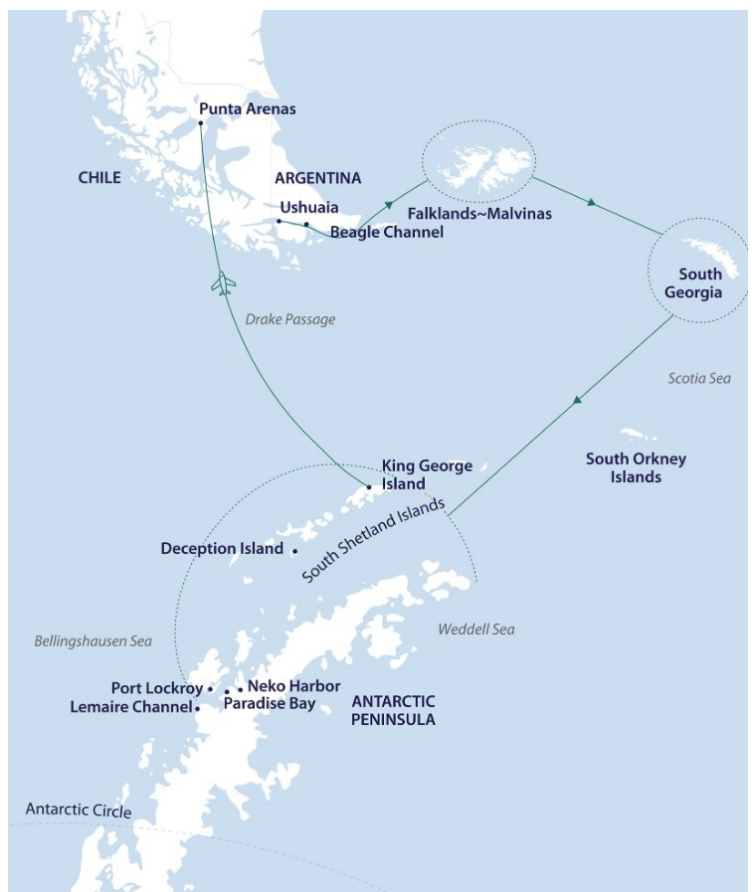 Punta Arenas
CHILE
ARGENTINA
Ushuaia
Beagle Channel
Falklands~Malvinas
South
Georgia
Drake Passage
Scotia Sea
King George
Island
South Orkney
Islands
South Shetland Islands
Deception Island
Bellingshausen Sea
Weddell Sea
Port Lockroy
Neko Harbor
Lemaire Channel
Paradise Bay
ANTARCTIC
PENINSULA
Antarctic Circle